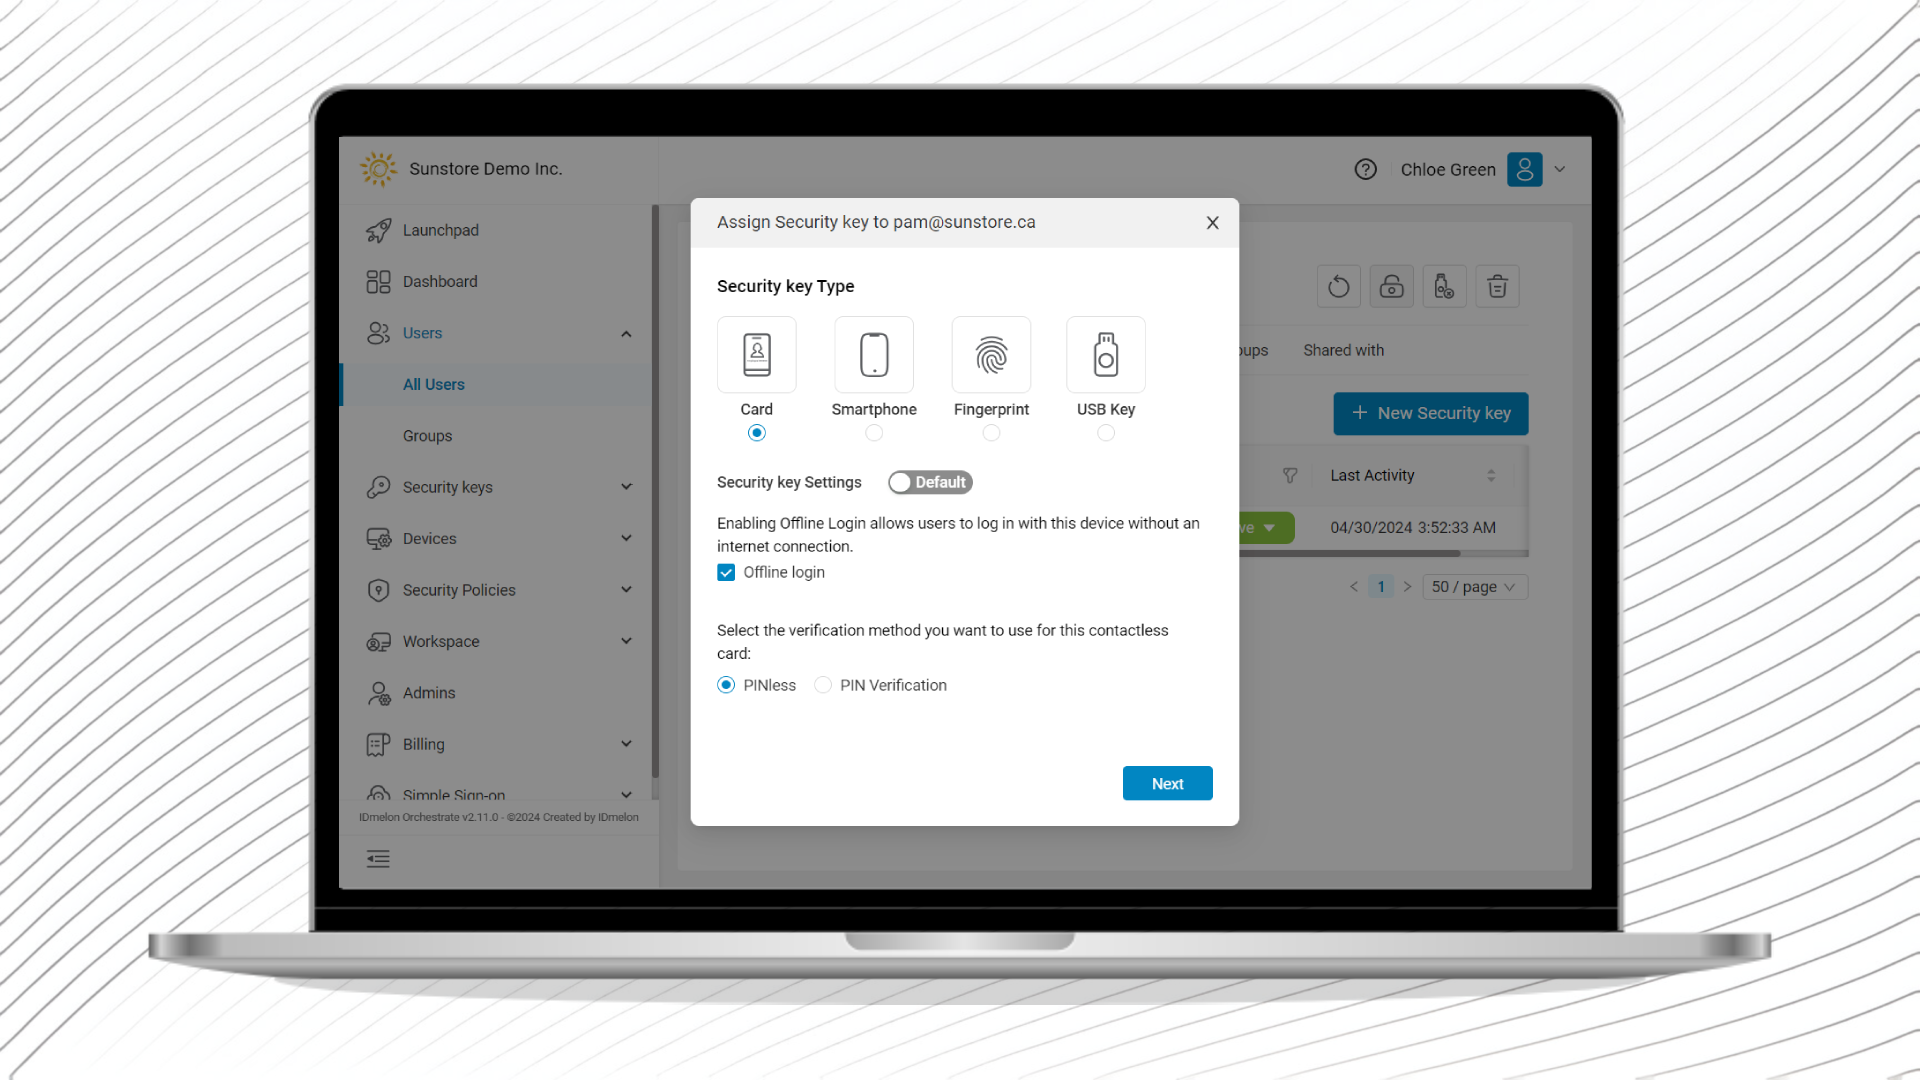 Sunstore Demo Inc.
Chloe Green
Launchpad
Dashboard
Users
All Users
Groups
Security keys
Devices
Security Policies
Workspace
Admins
Billing
Simple Sign-on
IDmelon Orchestrate v2.11.0 - ©2024 Created by IDmelon
Assign Security key to pam@sunstore.ca
X
Security key Type
Card
Smartphone
Fingerprint
USB Key
Security key Settings
Default
Enabling Offline Login allows users to log in with this device without an
internet connection.
Offline login
Select the verification method you want to use for this contactless
card:
PINless
PIN Verification
Next
Shared with
+ New Security key
Last Activity
04/30/2024 3:52:33 AM
< 1 >
50 / page